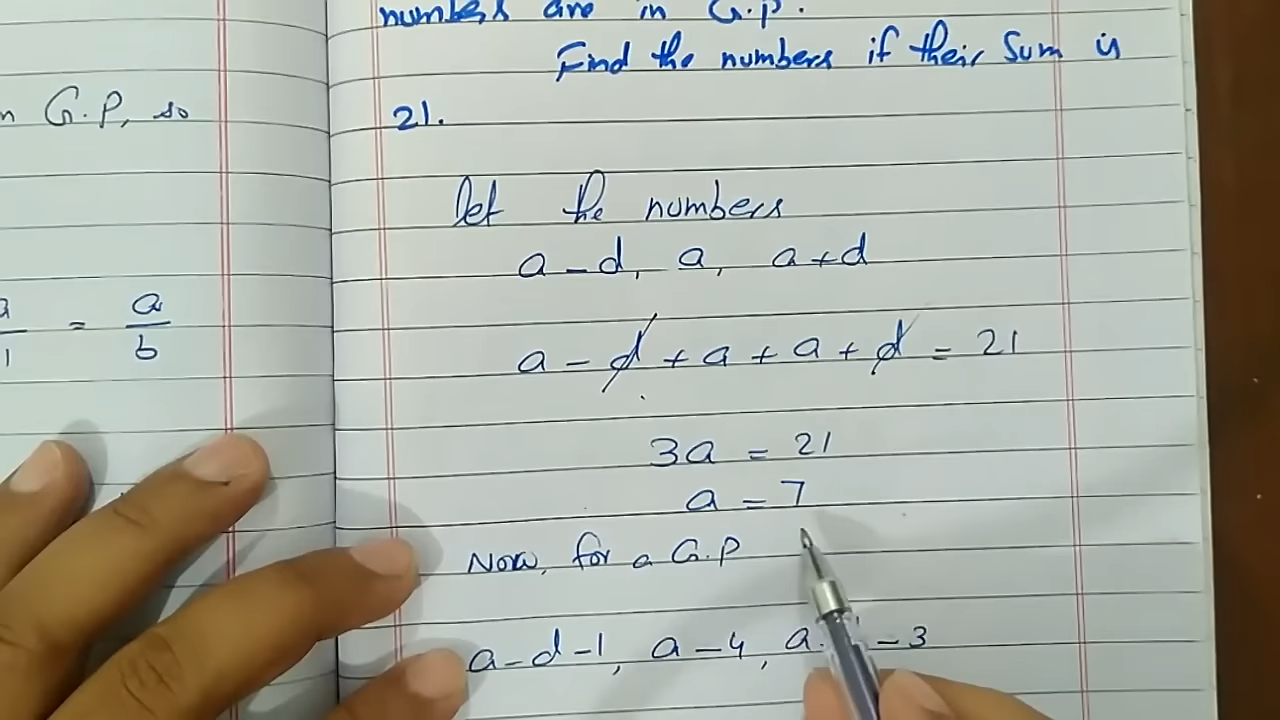 n G.P, so
a/1 = a/b
numbers are in G.P.
Find the numbers if their sum is
21.
let the numbers
a - d, a, a + d
a - d + a + a + d = 21
3a = 21
a = 7
Now, for a G.P
a - d - 1, a - 4, a - 3